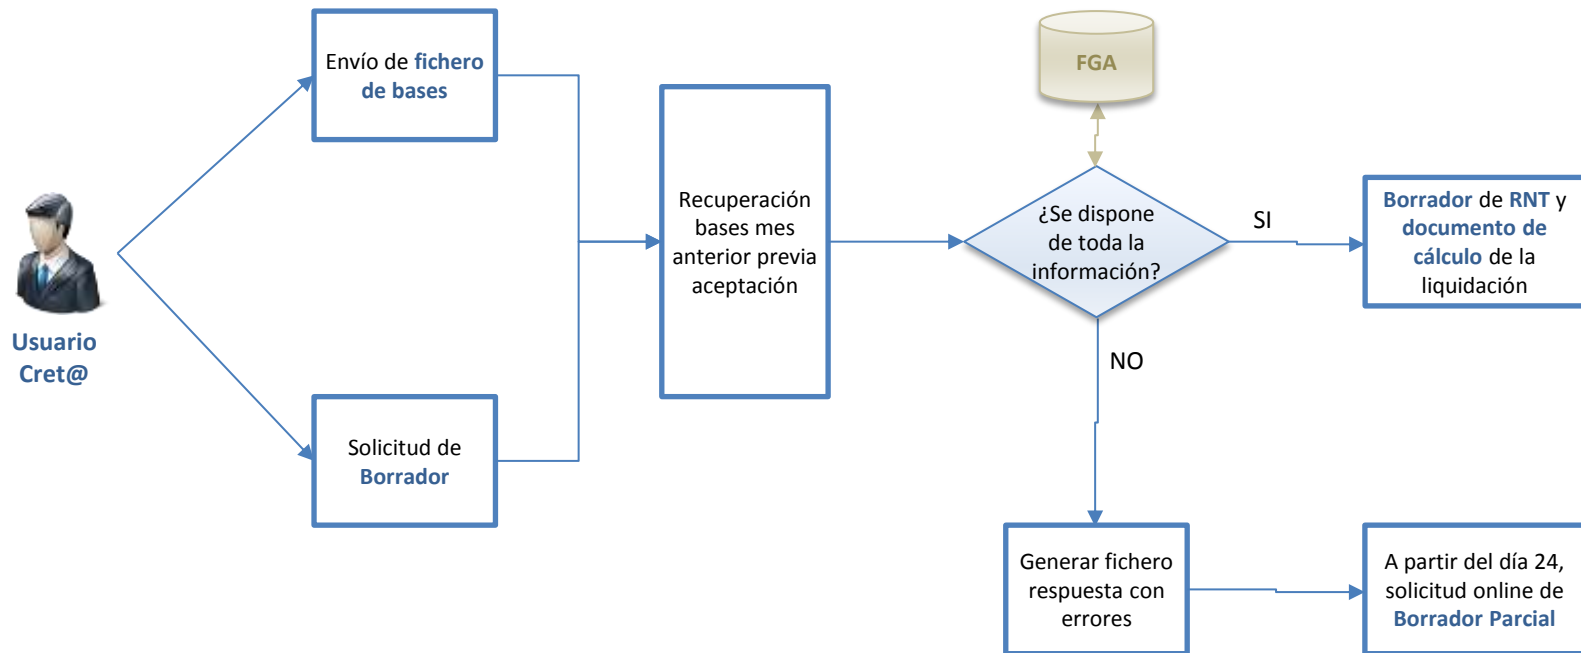 Envío de fichero
de bases
FGA
Usuario
Cret@
Recuperación
bases mes
anterior previa
aceptación
¿Se dispone
de toda la
información?
SI
Borrador de RNT y
documento de
cálculo de la
liquidación
NO
Solicitud de
Borrador
Generar fichero
respuesta con
errores
A partir del día 24,
solicitud online de
Borrador Parcial